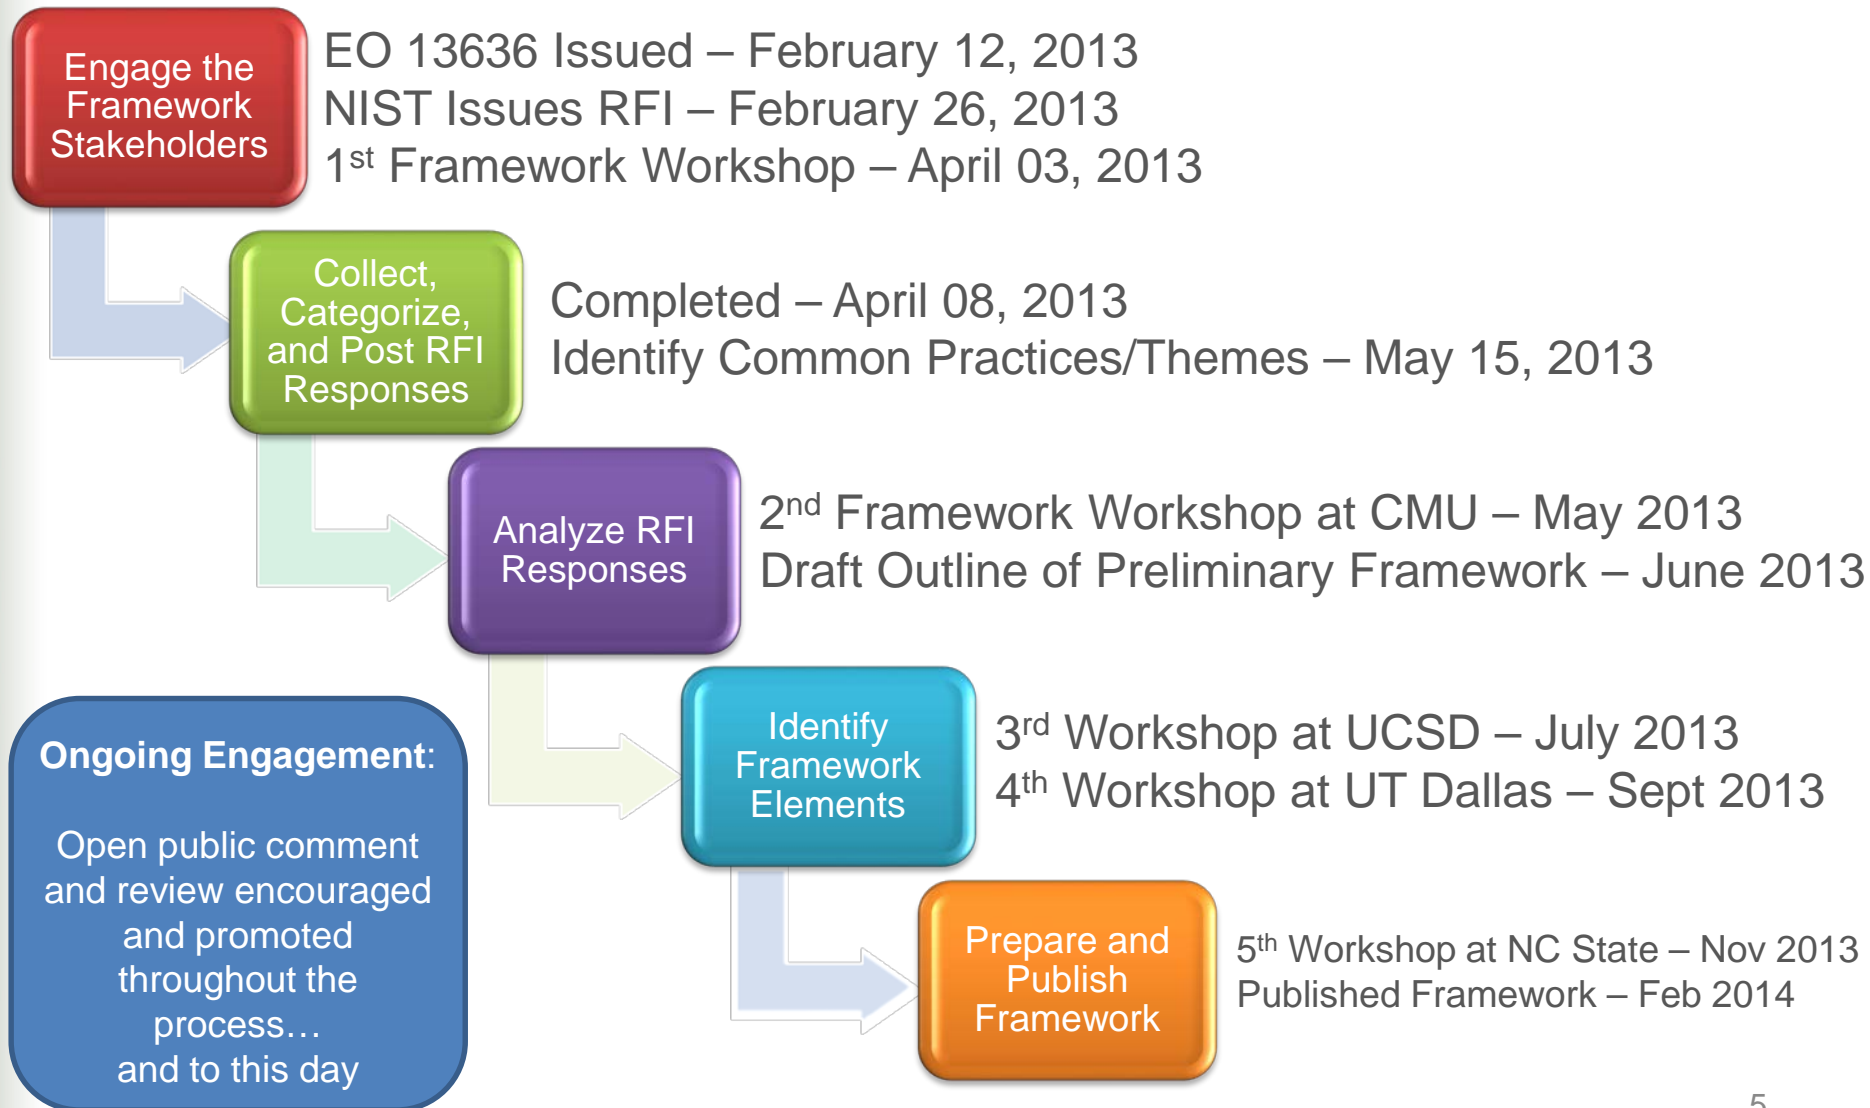 Engage the
Framework
Stakeholders
EO 13636 Issued – February 12, 2013
NIST Issues RFI – February 26, 2013
1st Framework Workshop – April 03, 2013
Collect,
Categorize,
and Post RFI
Responses
Completed – April 08, 2013
Identify Common Practices/Themes – May 15, 2013
Analyze RFI
Responses
2nd Framework Workshop at CMU – May 2013
Draft Outline of Preliminary Framework – June 2013
Identify
Framework
Elements
3rd Workshop at UCSD – July 2013
4th Workshop at UT Dallas – Sept 2013
Prepare and
Publish
Framework
5th Workshop at NC State – Nov 2013
Published Framework – Feb 2014
Ongoing Engagement:
Open public comment
and review encouraged
and promoted
throughout the
process…
and to this day
5